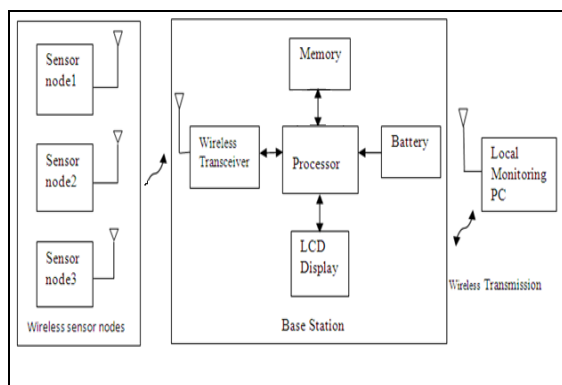 Sensor
node1
Sensor
node2
Sensor
node3
Wireless sensor nodes
Memory
Wireless
Transceiver
Processor
Battery
LCD
Display
Base Station
Local
Monitoring
PC
Wireless Transmission